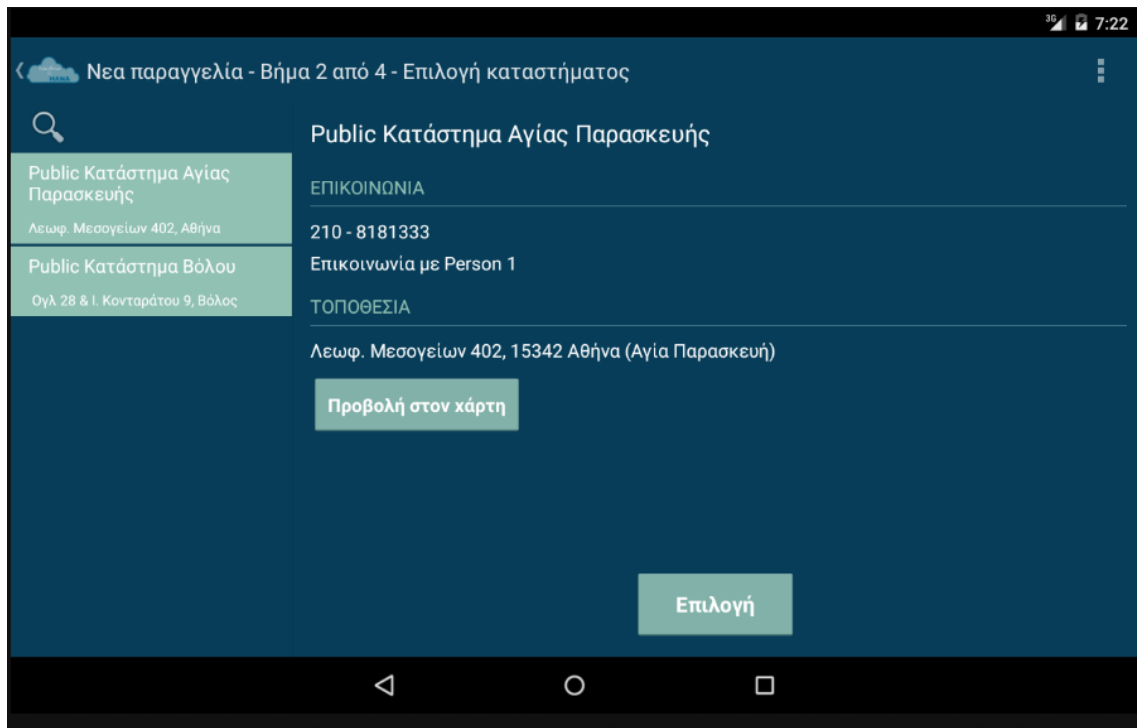 3G 7:22
Νεα παραγγελία - Βήμα 2 από 4 - Επιλογή καταστήματος
Public Κατάστημα Αγίας
Παρασκευής
Λεωφ. Μεσογείων 402, Αθήνα
Public Κατάστημα Βόλου
Ογλ 28 & Ι. Κονταράτου 9, Βόλος
Public Κατάστημα Αγίας Παρασκευής
ΕΠΙΚΟΙΝΩΝΙΑ
210 - 8181333
Επικοινωνία με Person 1
ΤΟΠΟΘΕΣΙΑ
Λεωφ. Μεσογείων 402, 15342 Αθήνα (Αγία Παρασκευή)
Προβολή στον χάρτη
Επιλογή